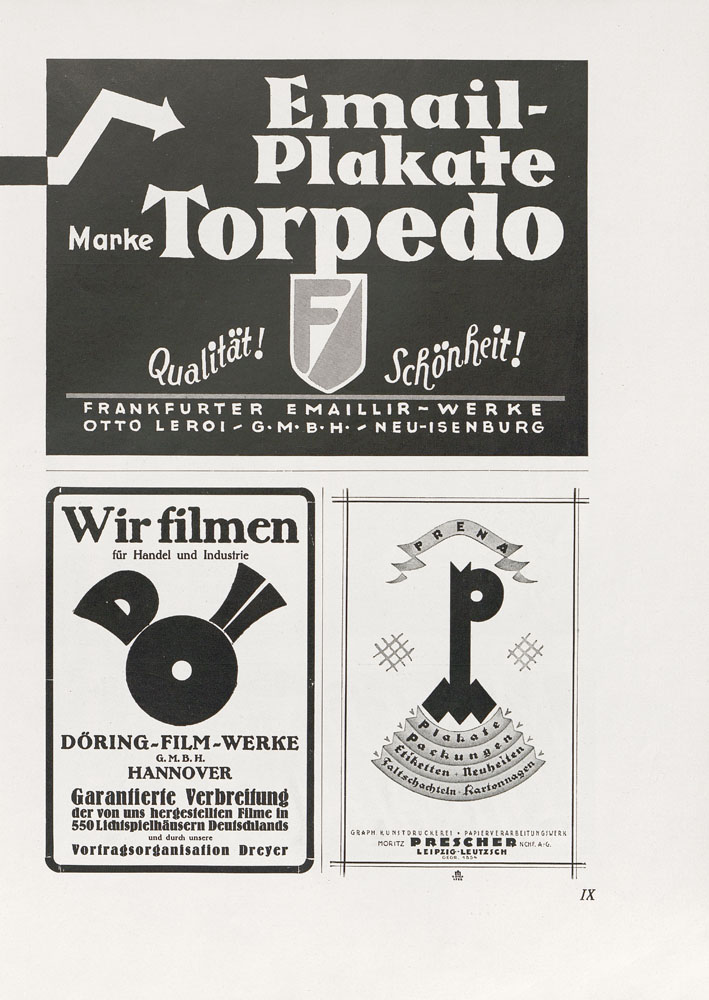 Email-
Plakate
Marke Torpedo
F
Qualität! Schönheit!
FRANKFURTER EMAILLIR-WERKE
OTTO LEROI - G·M·B·H· - NEU-ISENBURG
Wir filmen
für Handel und Industrie
DÖRING-FILM-WERKE
G.M.B.H.
HANNOVER
Garantierte Verbreitung
der von uns hergestellten Filme in
550 Lichtspielhäusern Deutschlands
und durch unsere
Vortragsorganisation Dreyer
PRENA
P
Plakate
Packungen
Etiketten · Neuheiten
Faltschachteln · Kartonnagen
GRAPH. KUNSTDRUCKEREI · PAPIERVERARBEITUNGSWERK
MORITZ PRESCHER NCHF. A-G.
LEIPZIG-LEUTZSCH
GEGR. 1854
IX